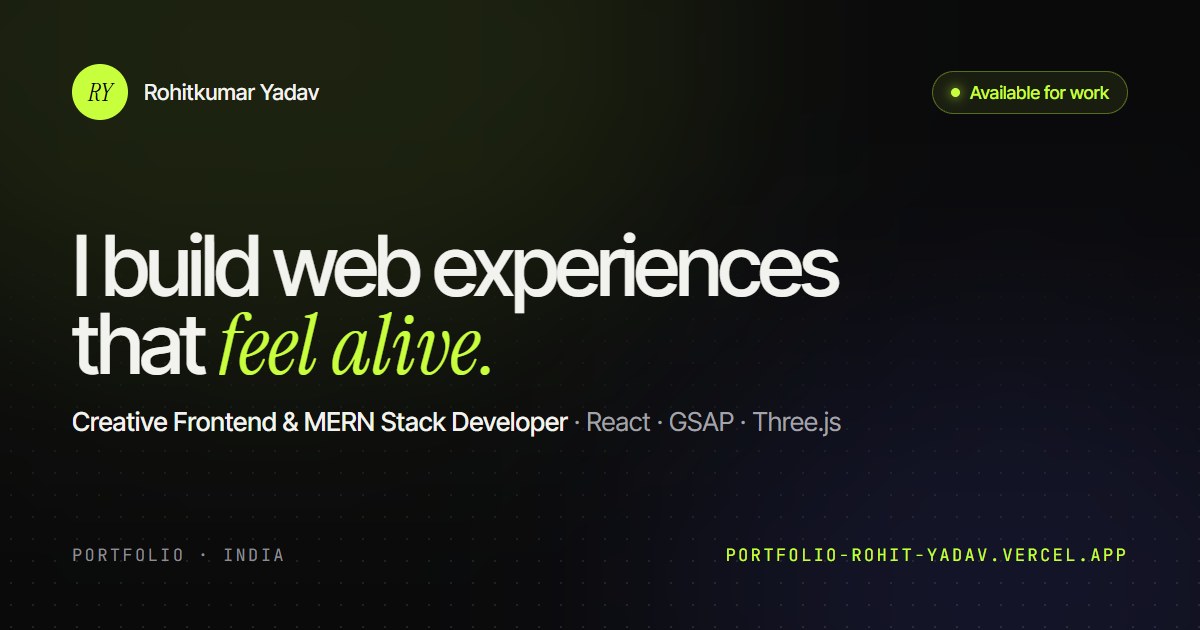 RY
Rohitkumar Yadav
Available for work
I build web experiences
that feel alive.
Creative Frontend & MERN Stack Developer · React · GSAP · Three.js
PORTFOLIO · INDIA
PORTFOLIO-ROHIT-YADAV.VERCEL.APP